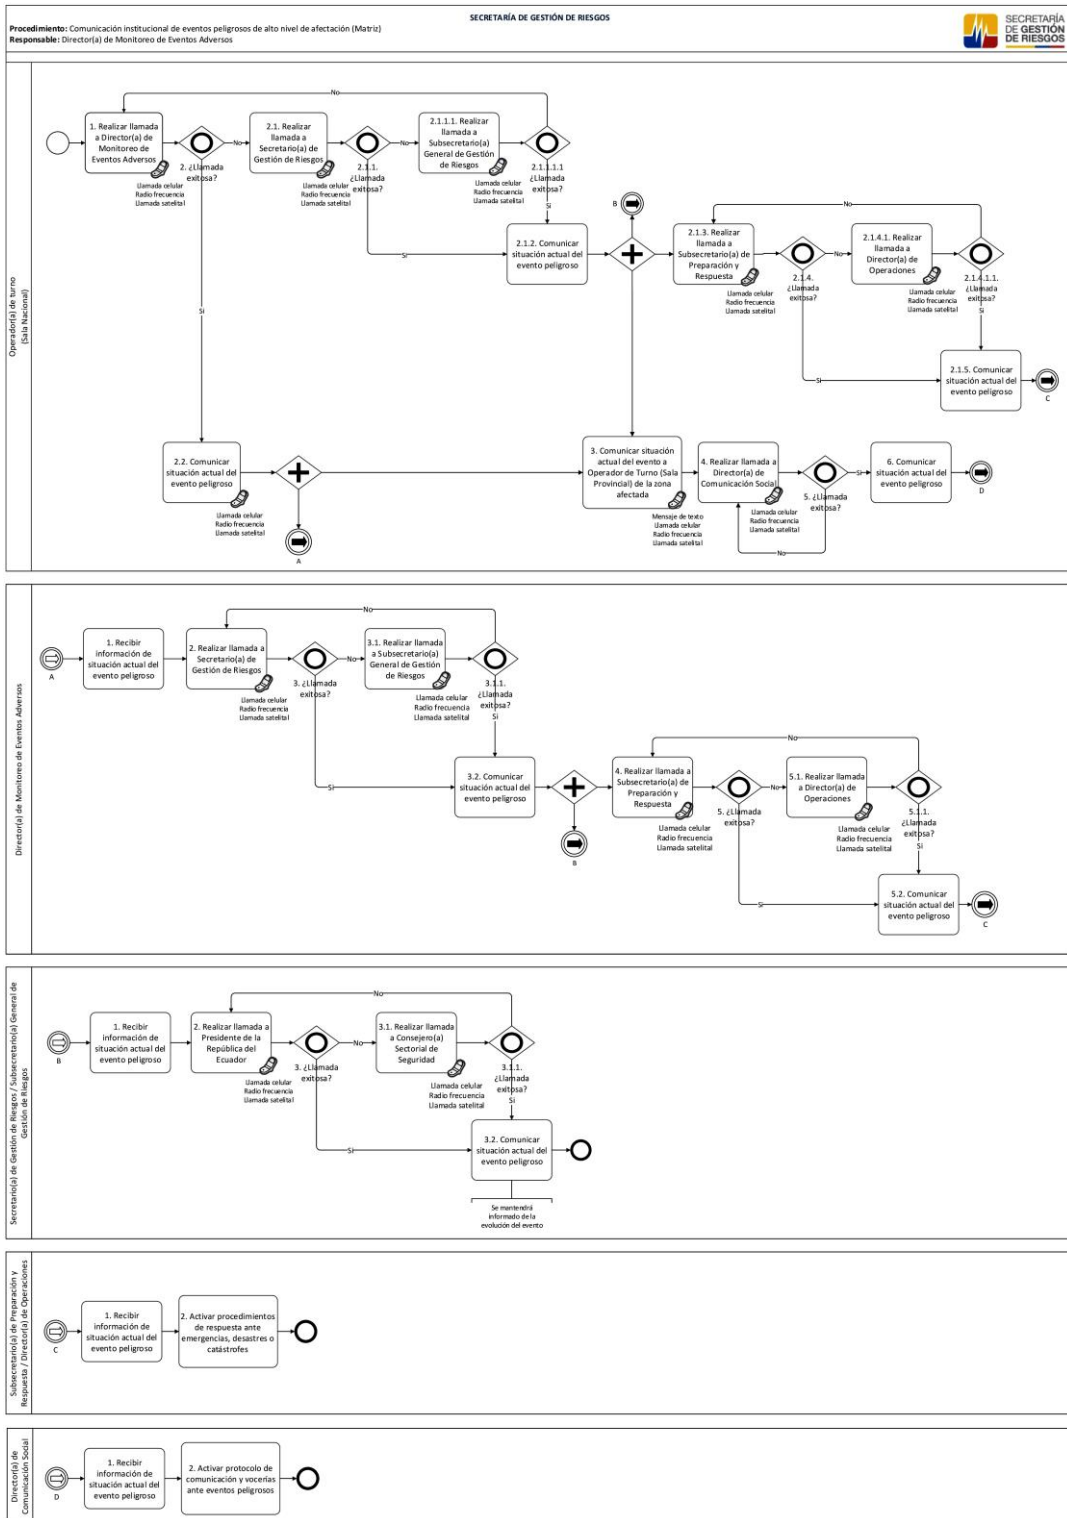 SECRETARÍA DE GESTIÓN DE RIESGOS
Procedimiento: Comunicación institucional de eventos peligrosos de alto nivel de afectación (Matriz)
Responsable: Director(a) de Monitoreo de Eventos Adversos
SECRETARÍA
DE GESTIÓN
DE RIESGOS
Operador(a) de turno
(Sala Nacional)
No
1. Realizar llamada
a Director(a) de
Monitoreo de
Eventos Adversos
Llamada celular
Radio frecuencia
Llamada satelital
2. ¿Llamada
exitosa?
No
Si
2.1. Realizar
llamada a
Secretario(a) de
Gestión de Riesgos
Llamada celular
Radio frecuencia
Llamada satelital
2.1.1.
¿Llamada
exitosa?
No
Si
2.1.1.1. Realizar
llamada a
Subsecretario(a)
General de Gestión
de Riesgos
Llamada celular
Radio frecuencia
Llamada satelital
2.1.1.1.1
¿Llamada
exitosa?
Si
2.1.2. Comunicar
situación actual del
evento peligroso
B
No
2.1.3. Realizar
llamada a
Subsecretario(a) de
Preparación y
Respuesta
Llamada celular
Radio frecuencia
Llamada satelital
2.1.4.
¿Llamada
exitosa?
No
Si
2.1.4.1. Realizar
llamada a
Director(a) de
Operaciones
Llamada celular
Radio frecuencia
Llamada satelital
2.1.4.1.1.
¿Llamada
exitosa?
Si
2.1.5. Comunicar
situación actual del
evento peligroso
C
2.2. Comunicar
situación actual del
evento peligroso
Llamada celular
Radio frecuencia
Llamada satelital
A
3. Comunicar situación
actual del evento a
Operador de Turno (Sala
Provincial) de la zona
afectada
Mensaje de texto
Llamada celular
Radio frecuencia
Llamada satelital
4. Realizar llamada a
Director(a) de
Comunicación Social
Llamada celular
Radio frecuencia
Llamada satelital
5. ¿Llamada
exitosa?
No
Si
6. Comunicar
situación actual del
evento peligroso
D
Director(a) de Monitoreo de Eventos Adversos
A
1. Recibir
información de
situación actual del
evento peligroso
No
2. Realizar llamada a
Secretario(a) de
Gestión de Riesgos
Llamada celular
Radio frecuencia
Llamada satelital
3. ¿Llamada
exitosa?
No
Si
3.1. Realizar llamada
a Subsecretario(a)
General de Gestión
de Riesgos
Llamada celular
Radio frecuencia
Llamada satelital
3.1.1.
¿Llamada
exitosa?
Si
3.2. Comunicar
situación actual del
evento peligroso
B
No
4. Realizar llamada a
Subsecretario(a) de
Preparación y
Respuesta
Llamada celular
Radio frecuencia
Llamada satelital
5. ¿Llamada
exitosa?
No
Si
5.1. Realizar llamada
a Director(a) de
Operaciones
Llamada celular
Radio frecuencia
Llamada satelital
5.1.1.
¿Llamada
exitosa?
Si
5.2. Comunicar
situación actual del
evento peligroso
C
Secretario(a) de Gestión de Riesgos / Subsecretario(a) General de
Gestión de Riesgos
B
1. Recibir
información de
situación actual del
evento peligroso
No
2. Realizar llamada a
Presidente de la
República del
Ecuador
Llamada celular
Radio frecuencia
Llamada satelital
3. ¿Llamada
exitosa?
No
Si
3.1. Realizar llamada
a Consejero(a)
Sectorial de
Seguridad
Llamada celular
Radio frecuencia
Llamada satelital
3.1.1.
¿Llamada
exitosa?
Si
3.2. Comunicar
situación actual del
evento peligroso
Se mantendrá
informado de la
evolución del evento
Subsecretario(a) de Preparación y
Respuesta / Director(a) de Operaciones
C
1. Recibir
información de
situación actual del
evento peligroso
2. Activar procedimientos
de respuesta ante
emergencias, desastres o
catástrofes
Director(a) de
Comunicación Social
D
1. Recibir
información de
situación actual del
evento peligroso
2. Activar protocolo de
comunicación y vocerías
ante eventos peligrosos